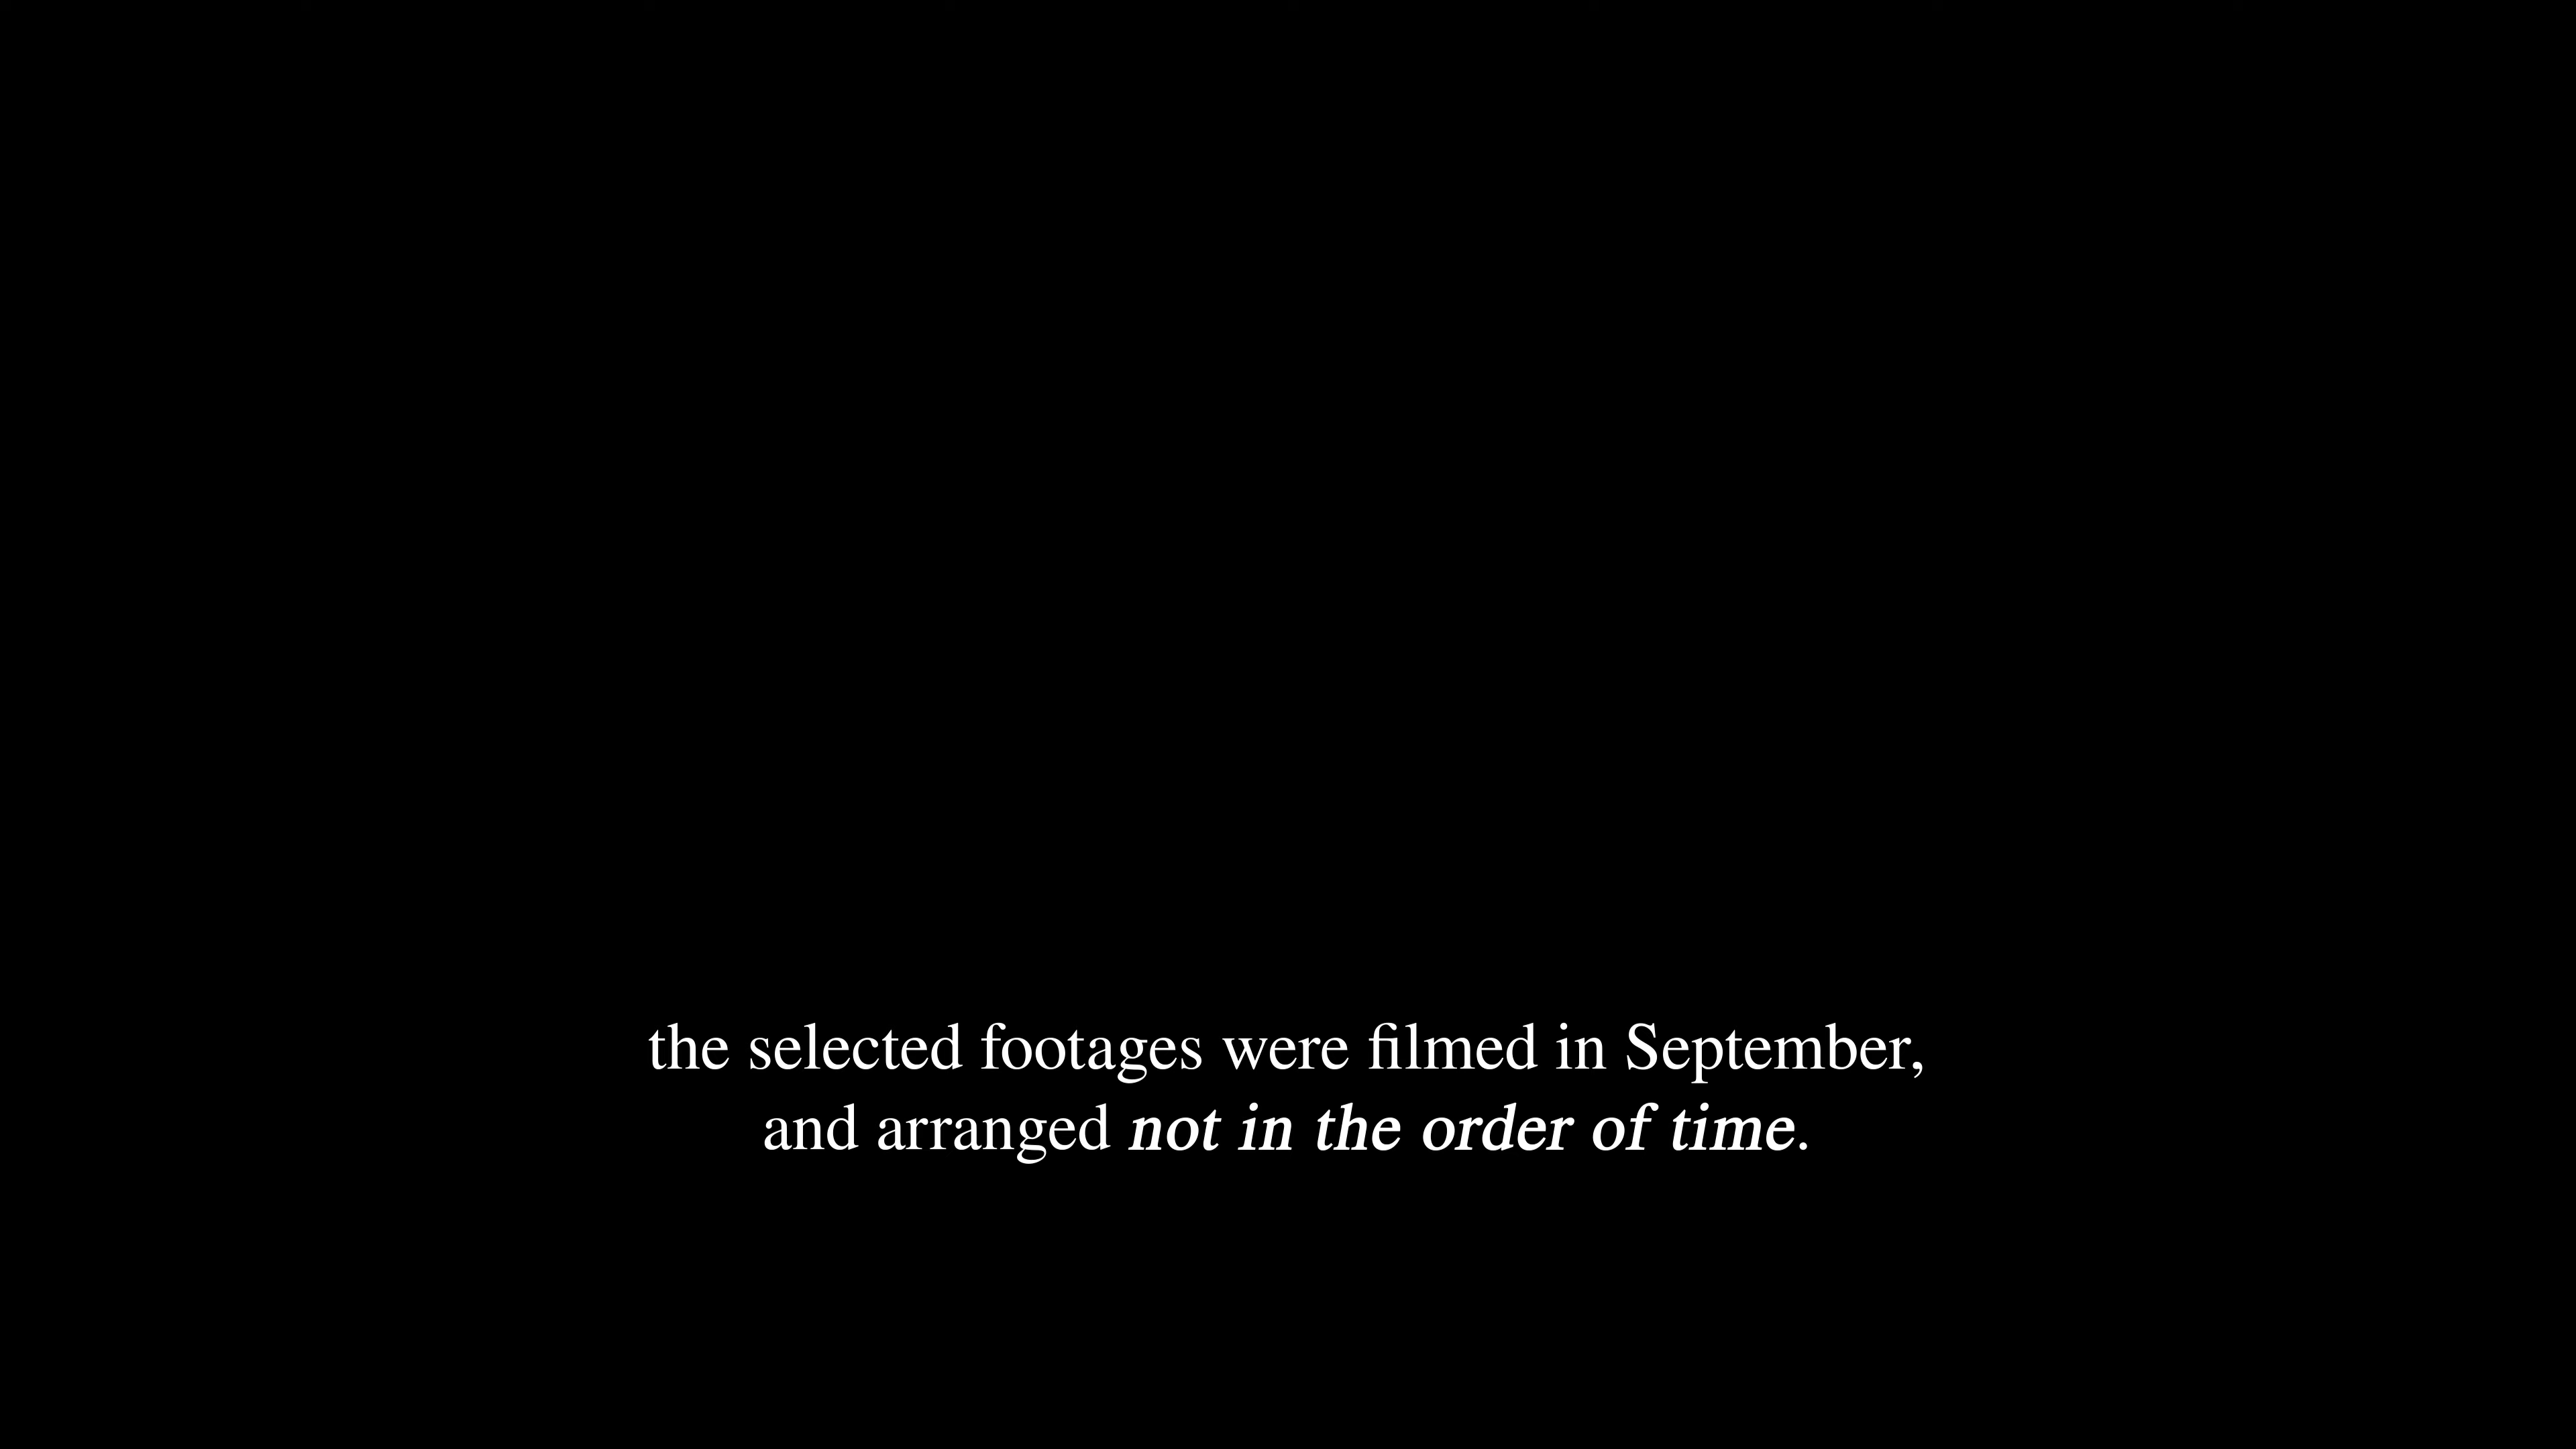 the selected footages were filmed in September,
and arranged not in the order of time.